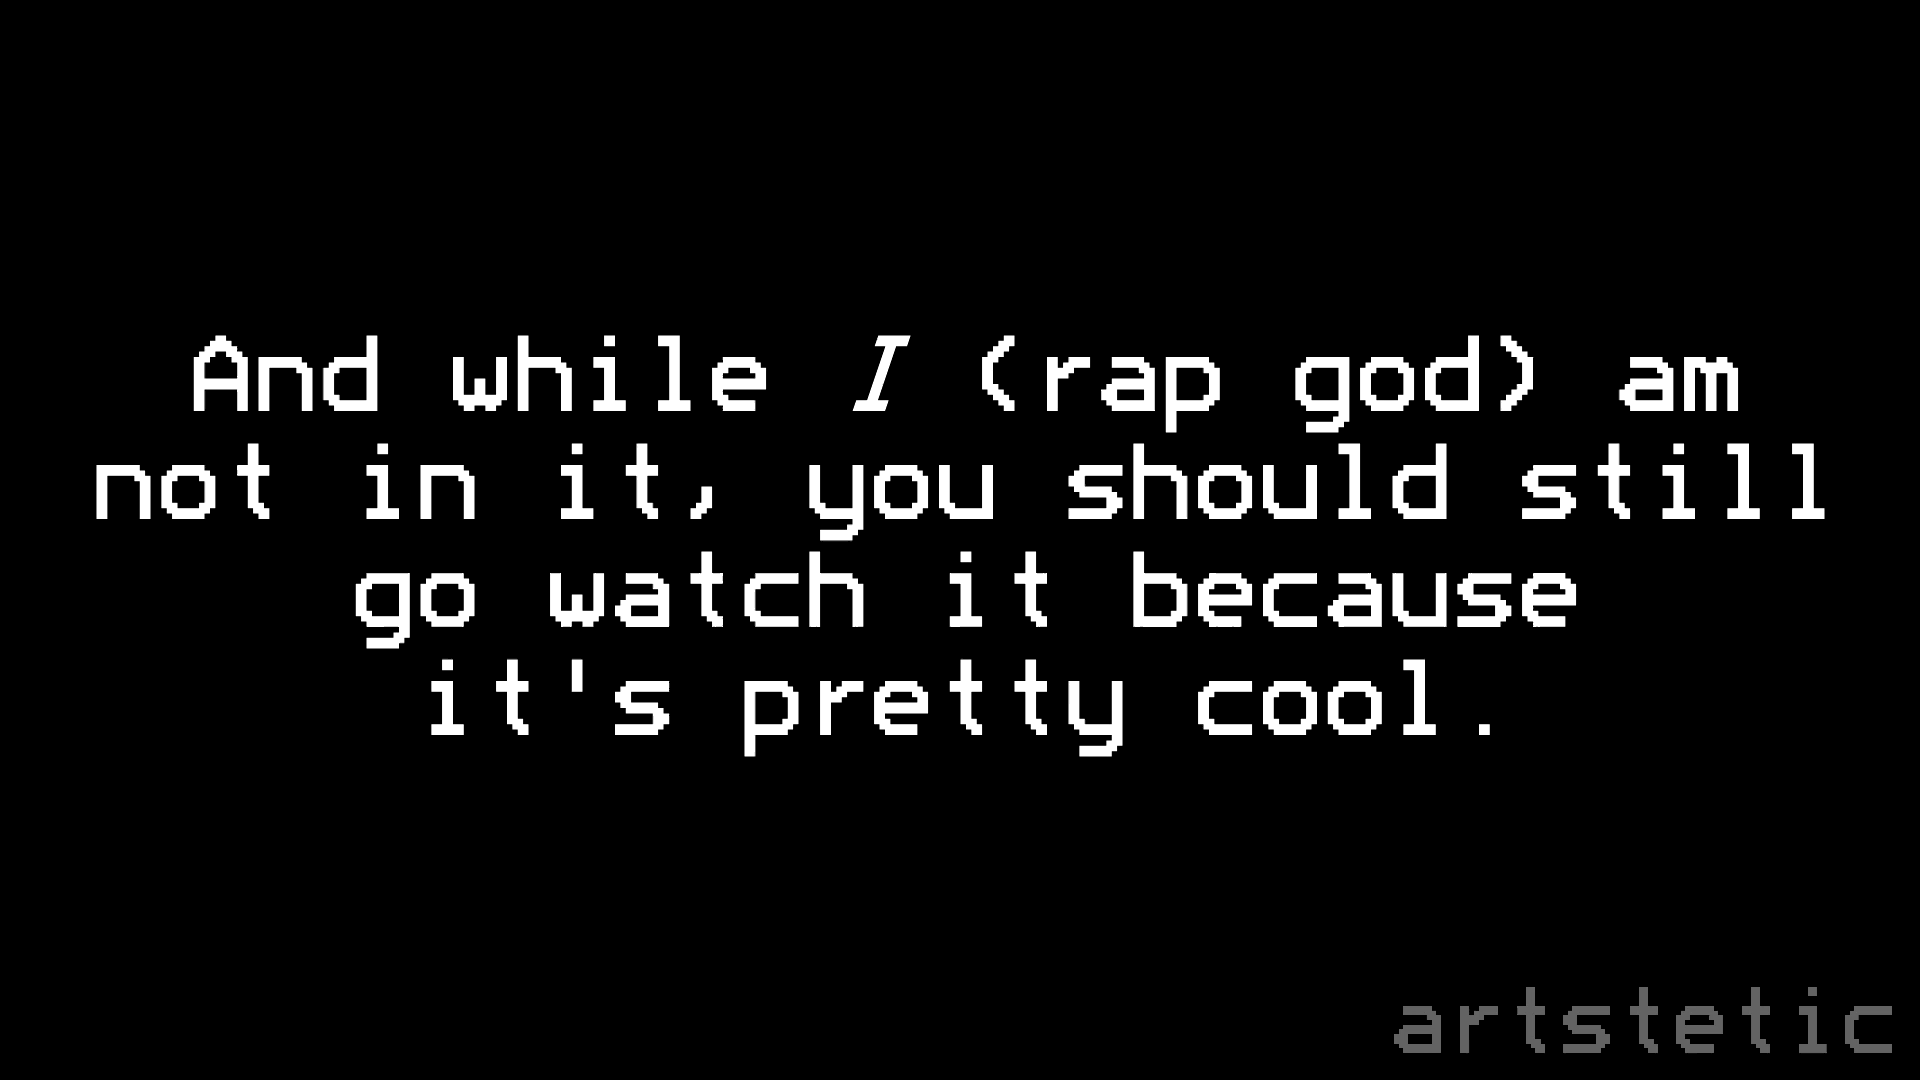 And while I (rap god) am
not in it, you should still
go watch it because
it's pretty cool.
artstetic